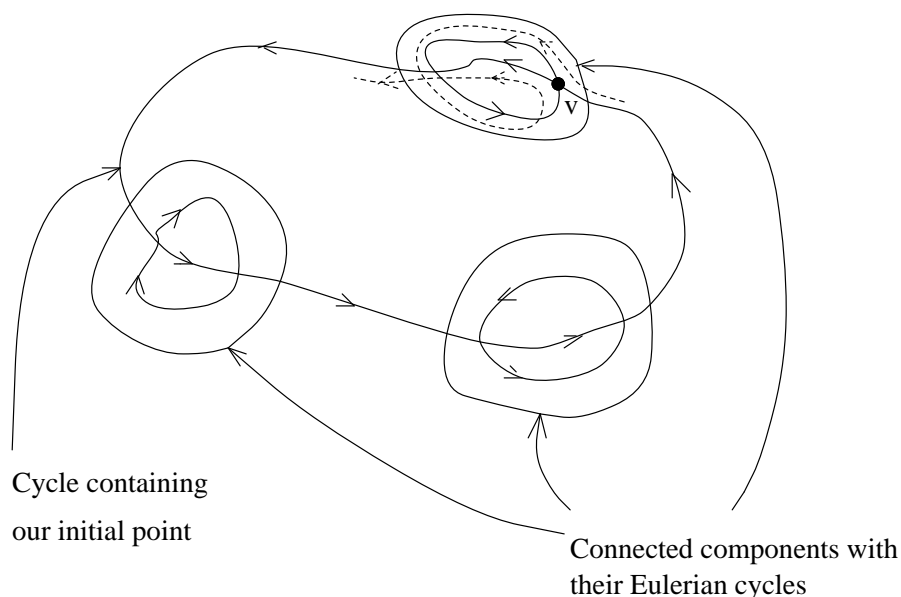 v
Cycle containing
our initial point
Connected components with
their Eulerian cycles